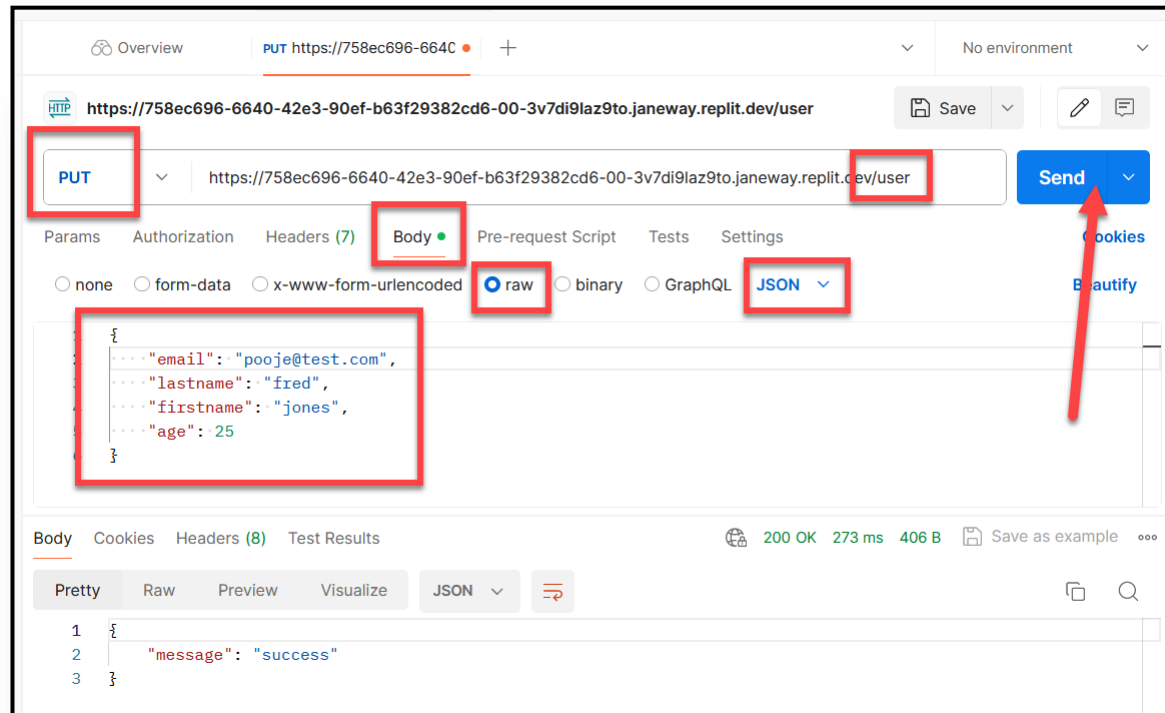 Overview PUT https://758ec696-664C No environment
HTTP https://758ec696-6640-42e3-90ef-b63f29382cd6-00-3v7di9laz9to.janeway.replit.dev/user Save
PUT https://758ec696-6640-42e3-90ef-b63f29382cd6-00-3v7di9laz9to.janeway.replit.dev/user Send
Params Authorization Headers (7) Body Pre-request Script Tests Settings Cookies
none form-data x-www-form-urlencoded raw binary GraphQL JSON Beautify
{
"email": "pooje@test.com",
"lastname": "fred",
"firstname": "jones",
"age": 25
}
Body Cookies Headers (8) Test Results 200 OK 273 ms 406 B Save as example
Pretty Raw Preview Visualize JSON
1 {
2 "message": "success"
3 }